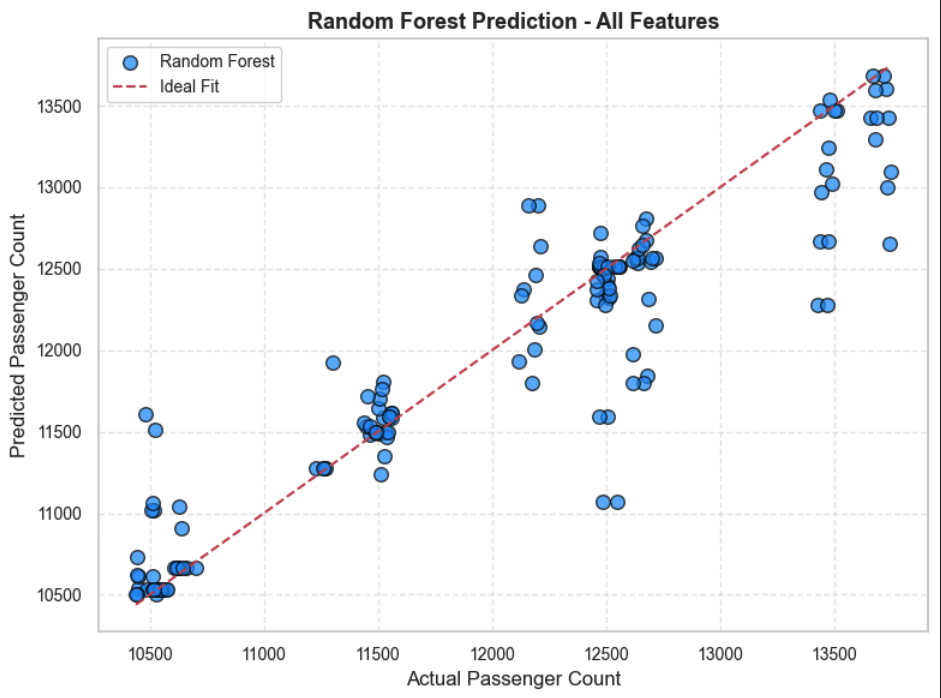 Random Forest Prediction - All Features
Random Forest
Ideal Fit
Predicted Passenger Count
13500
13000
12500
12000
11500
11000
10500
10500 11000 11500 12000 12500 13000 13500
Actual Passenger Count